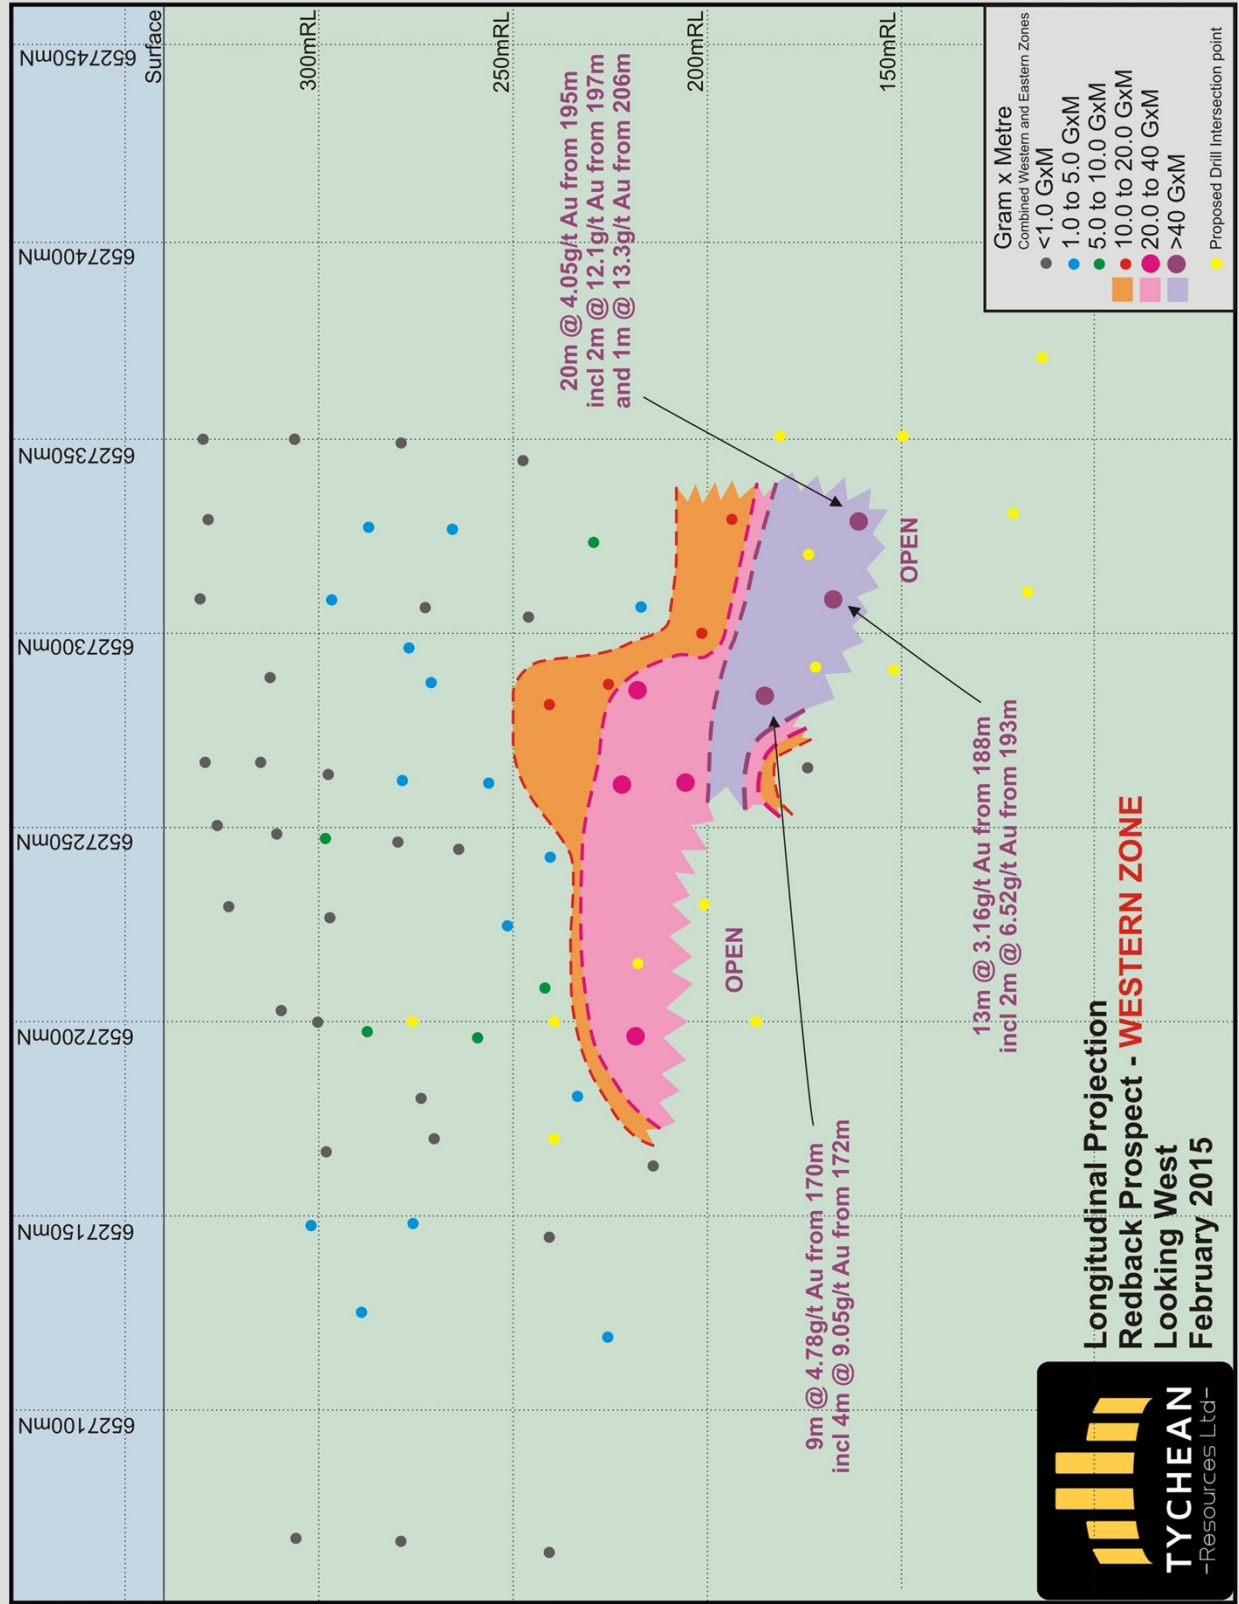 6527100mN
6527150mN
6527200mN
6527250mN
6527300mN
6527350mN
6527400mN
6527450mN
Surface
300mRL
250mRL
200mRL
150mRL
20m @ 4.05g/t Au from 195m
incl 2m @ 12.1g/t Au from 197m
and 1m @ 13.3g/t Au from 206m
OPEN
OPEN
9m @ 4.78g/t Au from 170m
incl 4m @ 9.05g/t Au from 172m
13m @ 3.16g/t Au from 188m
incl 2m @ 6.52g/t Au from 193m
Gram x Metre
Combined Western and Eastern Zones
<1.0 GxM
1.0 to 5.0 GxM
5.0 to 10.0 GxM
10.0 to 20.0 GxM
20.0 to 40 GxM
>40 GxM
Proposed Drill Intersection point
Longitudinal Projection
Redback Prospect - WESTERN ZONE
Looking West
February 2015
TYCHEAN
–Resources Ltd–